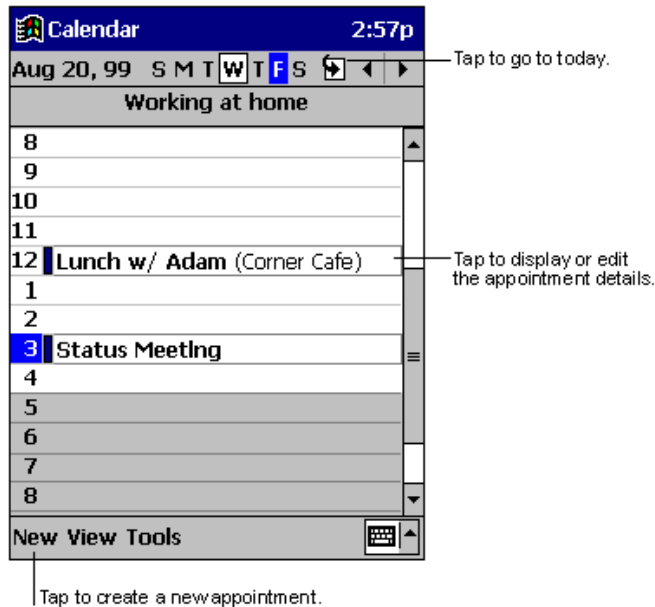 Calendar 2:57p
Aug 20, 99 S M T W T F S
Tap to go to today.
Working at home
8
9
10
11
12 Lunch w/ Adam (Corner Cafe)
Tap to display or edit
the appointment details.
1
2
3 Status Meeting
4
5
6
7
8
New View Tools
Tap to create a new appointment.